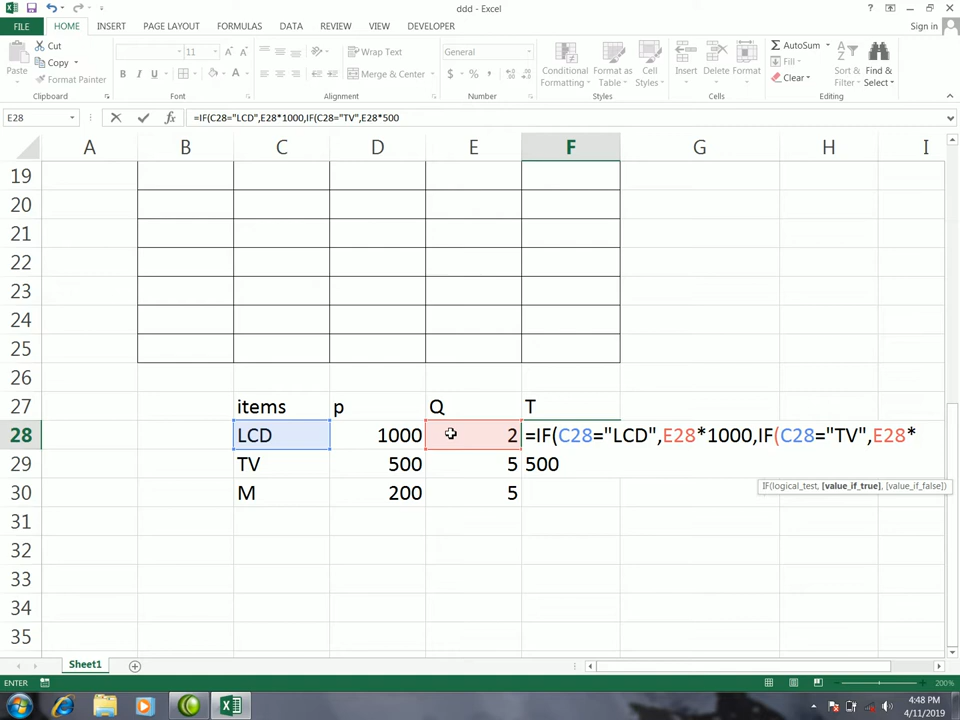 ddd - Excel
FILE HOME INSERT PAGE LAYOUT FORMULAS DATA REVIEW VIEW DEVELOPER Sign in
Paste Cut Copy Format Painter Clipboard
11 B I U A A Font
Wrap Text Merge & Center Alignment
General $ % Number
Conditional Formatting Format as Table Cell Styles Styles
Insert Delete Format Cells
AutoSum Fill Clear Sort & Filter Find & Select Editing
E28 fx =IF(C28="LCD",E28*1000,IF(C28="TV",E28*500
A B C D E F G H I
19
20
21
22
23
24
25
26
27 items p Q T
28 LCD 1000 2 =IF(C28="LCD",E28*1000,IF(C28="TV",E28*
29 TV 500 5 500
IF(logical_test, [value_if_true], [value_if_false])
30 M 200 5
31
32
33
34
35
Sheet1
ENTER 200%
4:48 PM
4/11/2019